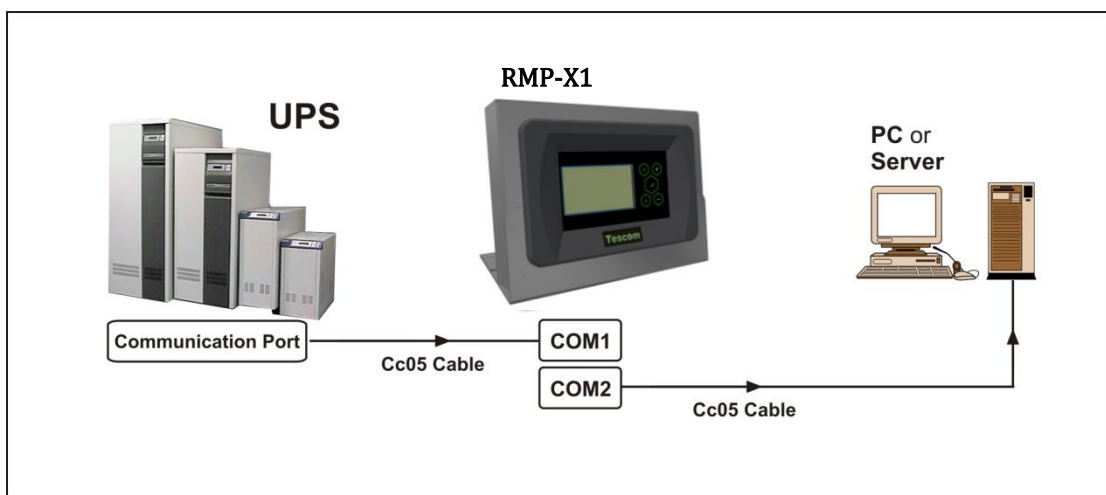 RMP-X1
UPS
PC or
Server
Tescom
Communication Port
COM1
Cc05 Cable
COM2
Cc05 Cable